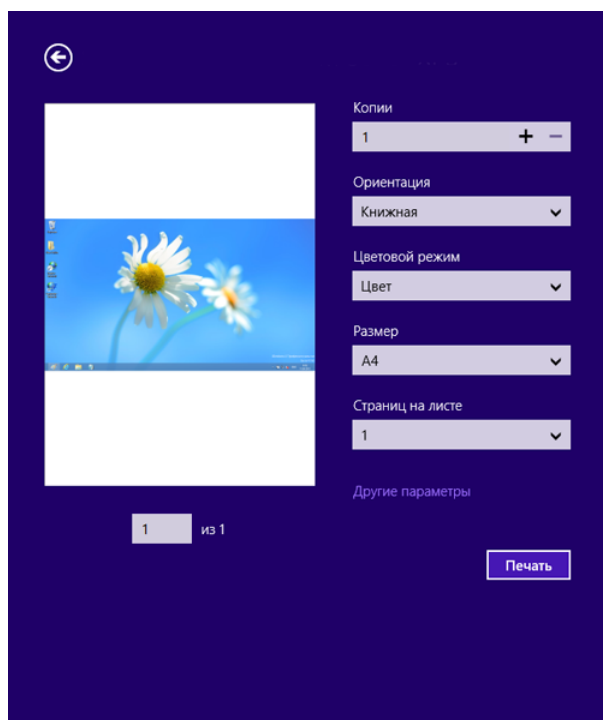 Копии
1
Ориентация
Книжная
Цветовой режим
Цвет
Размер
A4
Страниц на листе
1
Другие параметры
1 из 1
Печать